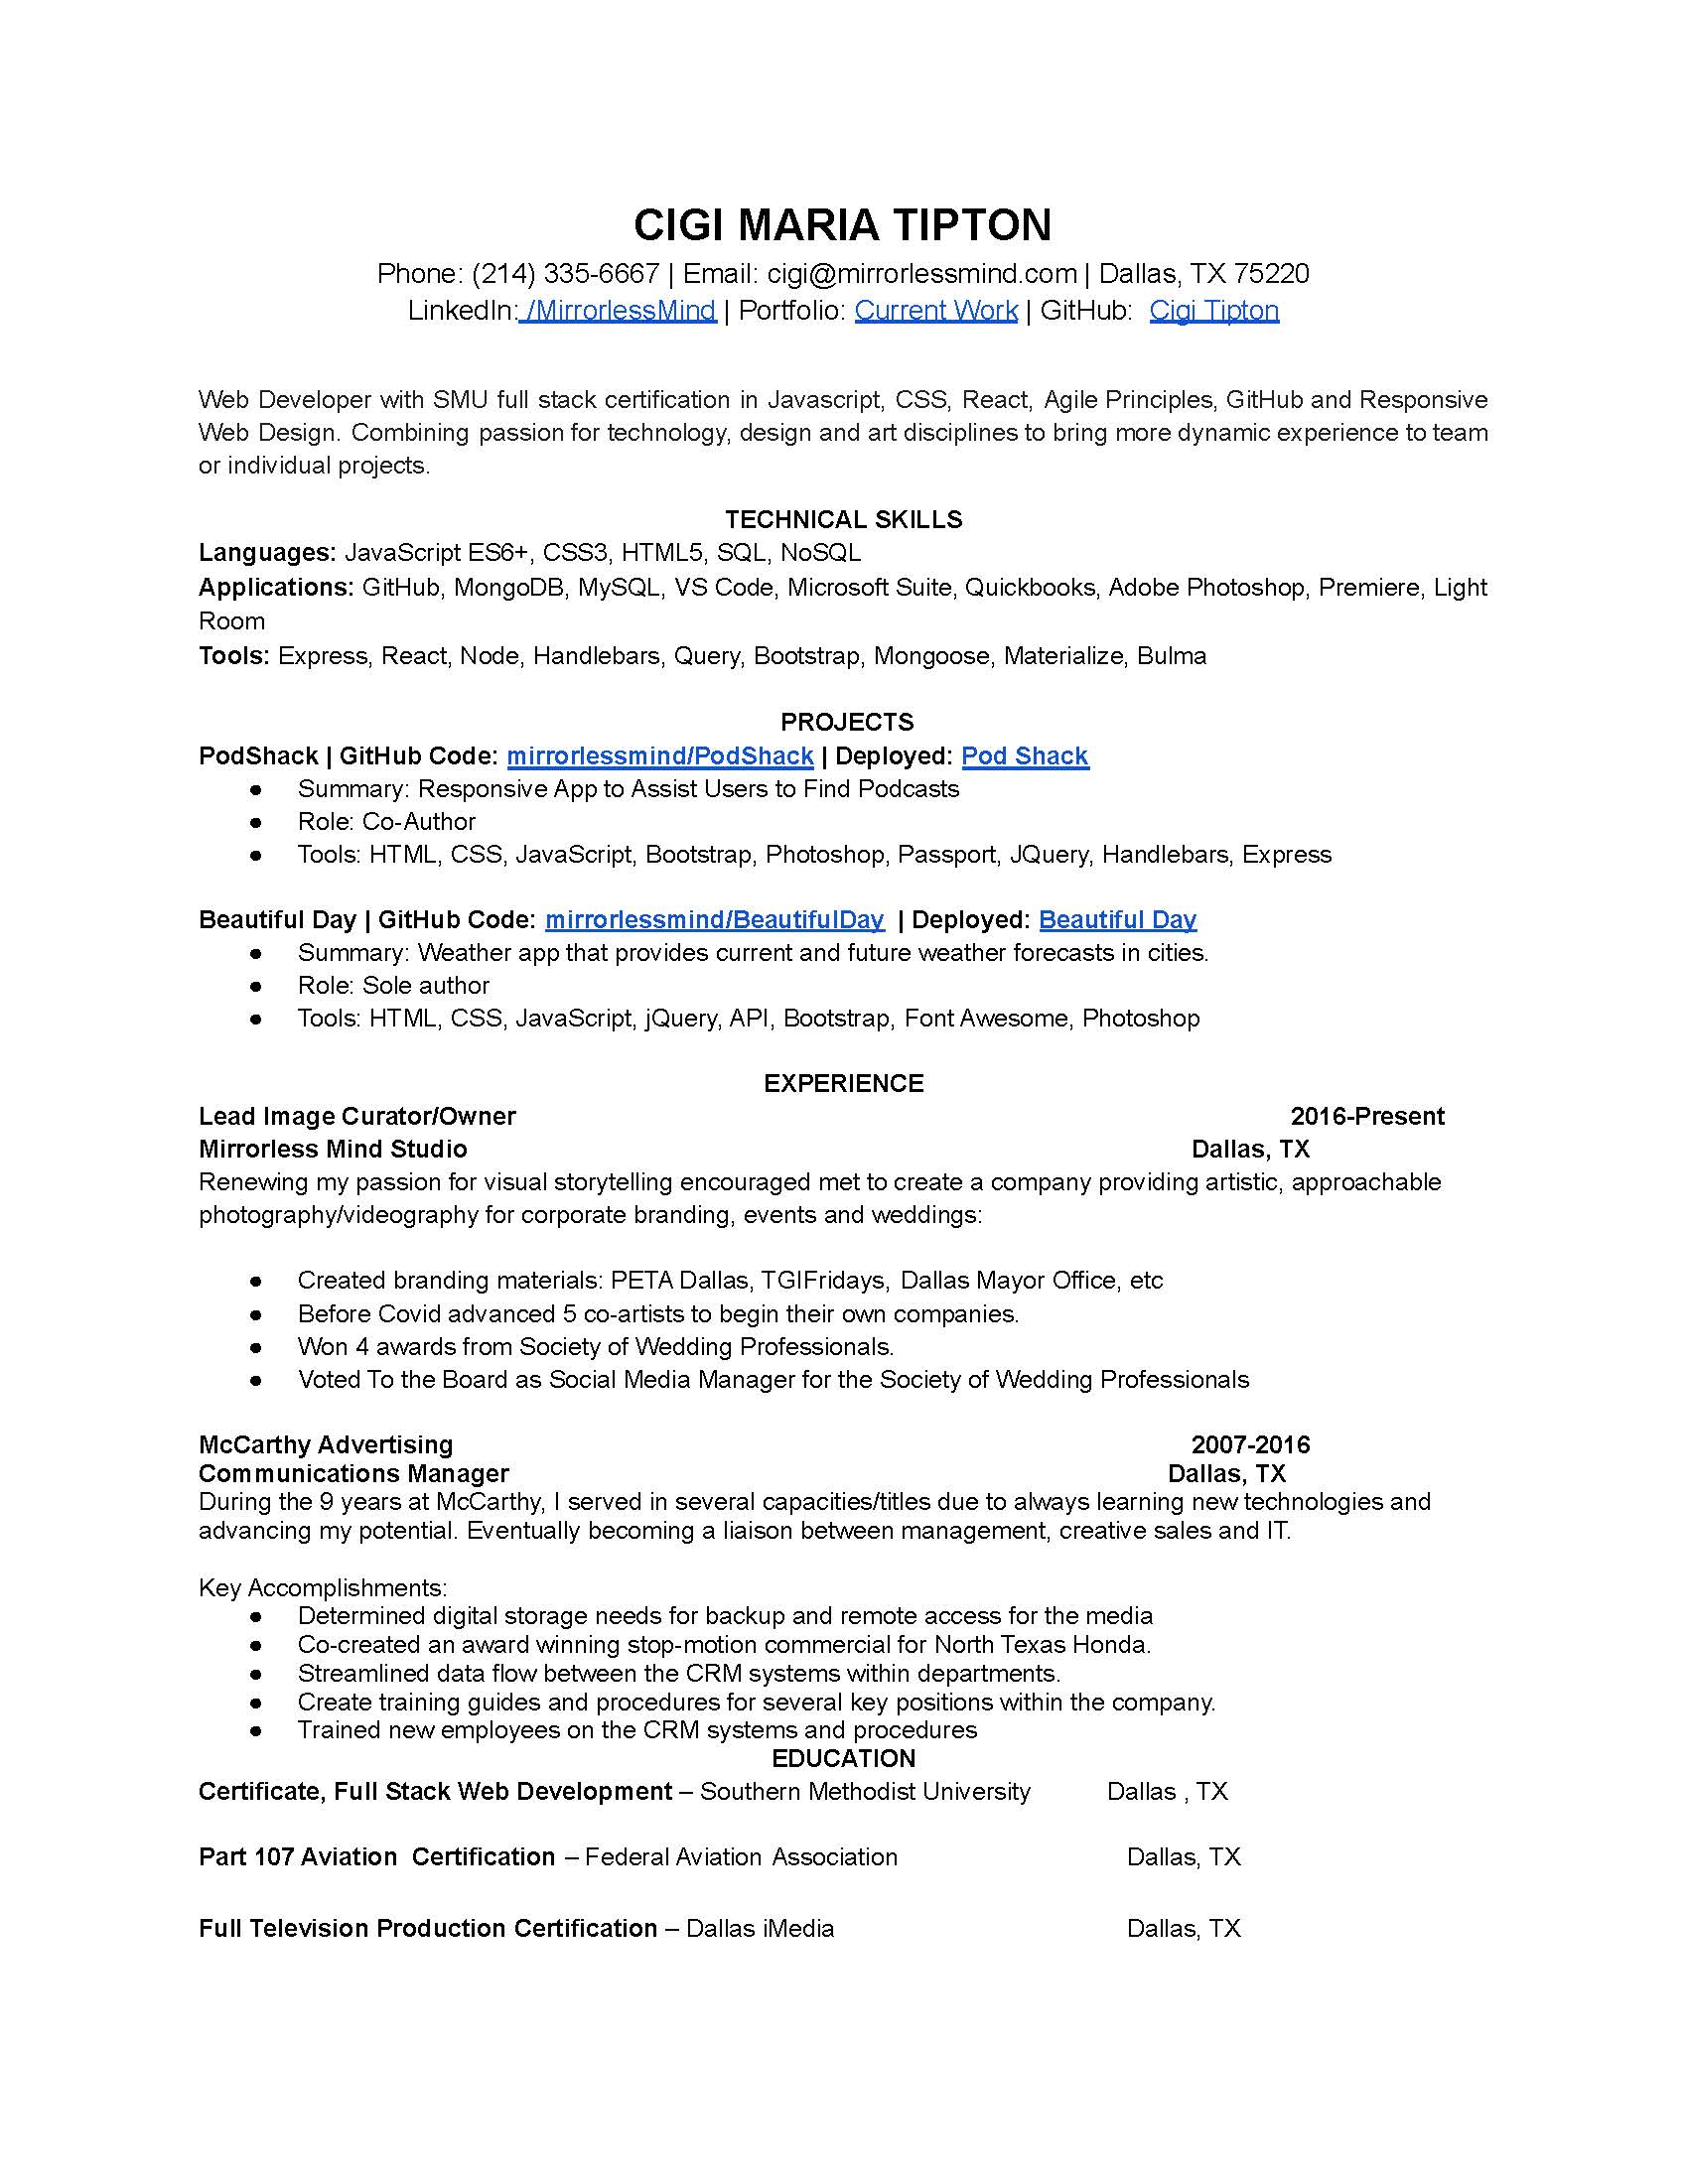 CIGI MARIA TIPTON
Phone: (214) 335-6667 | Email: cigi@mirrorlessmind.com | Dallas, TX 75220
LinkedIn: /MirrorlessMind | Portfolio: Current Work | GitHub: Cigi Tipton
Web Developer with SMU full stack certification in Javascript, CSS, React, Agile Principles, GitHub and Responsive
Web Design. Combining passion for technology, design and art disciplines to bring more dynamic experience to team
or individual projects.
TECHNICAL SKILLS
Languages: JavaScript ES6+, CSS3, HTML5, SQL, NoSQL
Applications: GitHub, MongoDB, MySQL, VS Code, Microsoft Suite, Quickbooks, Adobe Photoshop, Premiere, Light
Room
Tools: Express, React, Node, Handlebars, Query, Bootstrap, Mongoose, Materialize, Bulma
PROJECTS
PodShack | GitHub Code: mirrorlessmind/PodShack | Deployed: Pod Shack
● Summary: Responsive App to Assist Users to Find Podcasts
● Role: Co-Author
● Tools: HTML, CSS, JavaScript, Bootstrap, Photoshop, Passport, JQuery, Handlebars, Express
Beautiful Day | GitHub Code: mirrorlessmind/BeautifulDay | Deployed: Beautiful Day
● Summary: Weather app that provides current and future weather forecasts in cities.
● Role: Sole author
● Tools: HTML, CSS, JavaScript, jQuery, API, Bootstrap, Font Awesome, Photoshop
EXPERIENCE
Lead Image Curator/Owner 2016-Present
Mirrorless Mind Studio Dallas, TX
Renewing my passion for visual storytelling encouraged met to create a company providing artistic, approachable
photography/videography for corporate branding, events and weddings:
● Created branding materials: PETA Dallas, TGIFridays, Dallas Mayor Office, etc
● Before Covid advanced 5 co-artists to begin their own companies.
● Won 4 awards from Society of Wedding Professionals.
● Voted To the Board as Social Media Manager for the Society of Wedding Professionals
McCarthy Advertising 2007-2016
Communications Manager Dallas, TX
During the 9 years at McCarthy, I served in several capacities/titles due to always learning new technologies and
advancing my potential. Eventually becoming a liaison between management, creative sales and IT.
Key Accomplishments:
● Determined digital storage needs for backup and remote access for the media
● Co-created an award winning stop-motion commercial for North Texas Honda.
● Streamlined data flow between the CRM systems within departments.
● Create training guides and procedures for several key positions within the company.
● Trained new employees on the CRM systems and procedures
EDUCATION
Certificate, Full Stack Web Development – Southern Methodist University Dallas , TX
Part 107 Aviation Certification – Federal Aviation Association Dallas, TX
Full Television Production Certification – Dallas iMedia Dallas, TX